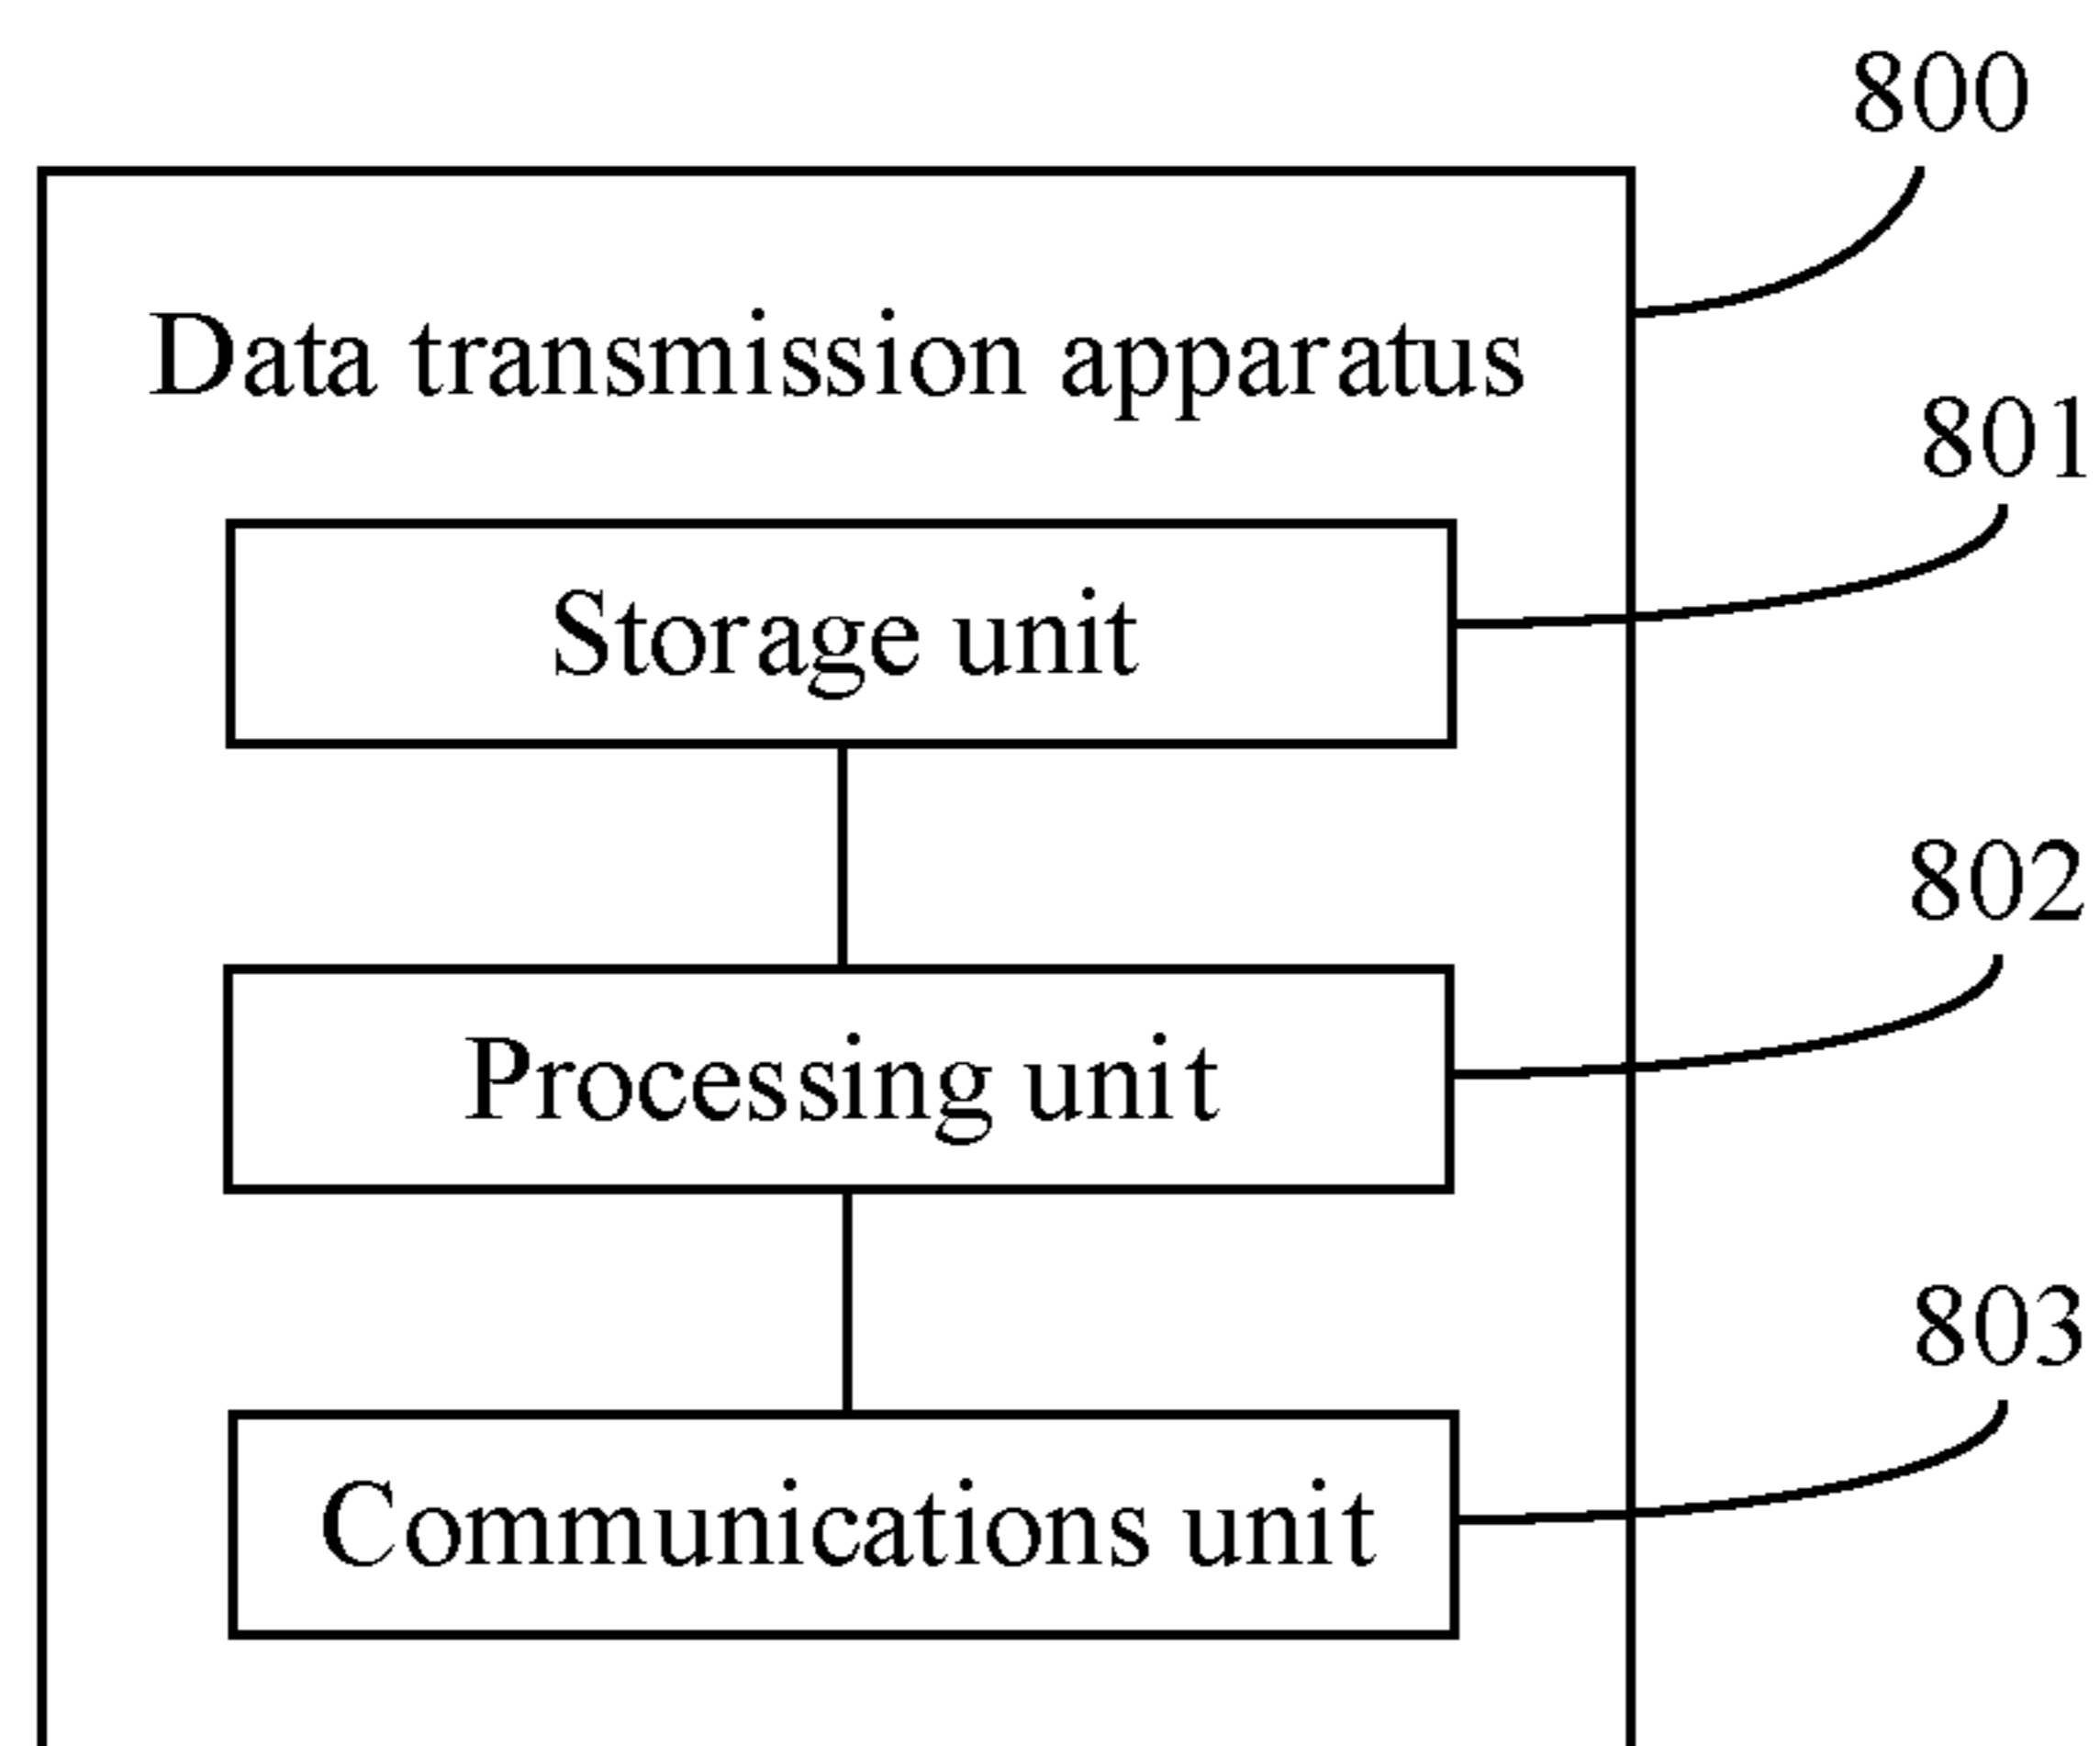 800
Data transmission apparatus
801
Storage unit
802
Processing unit
803
Communications unit